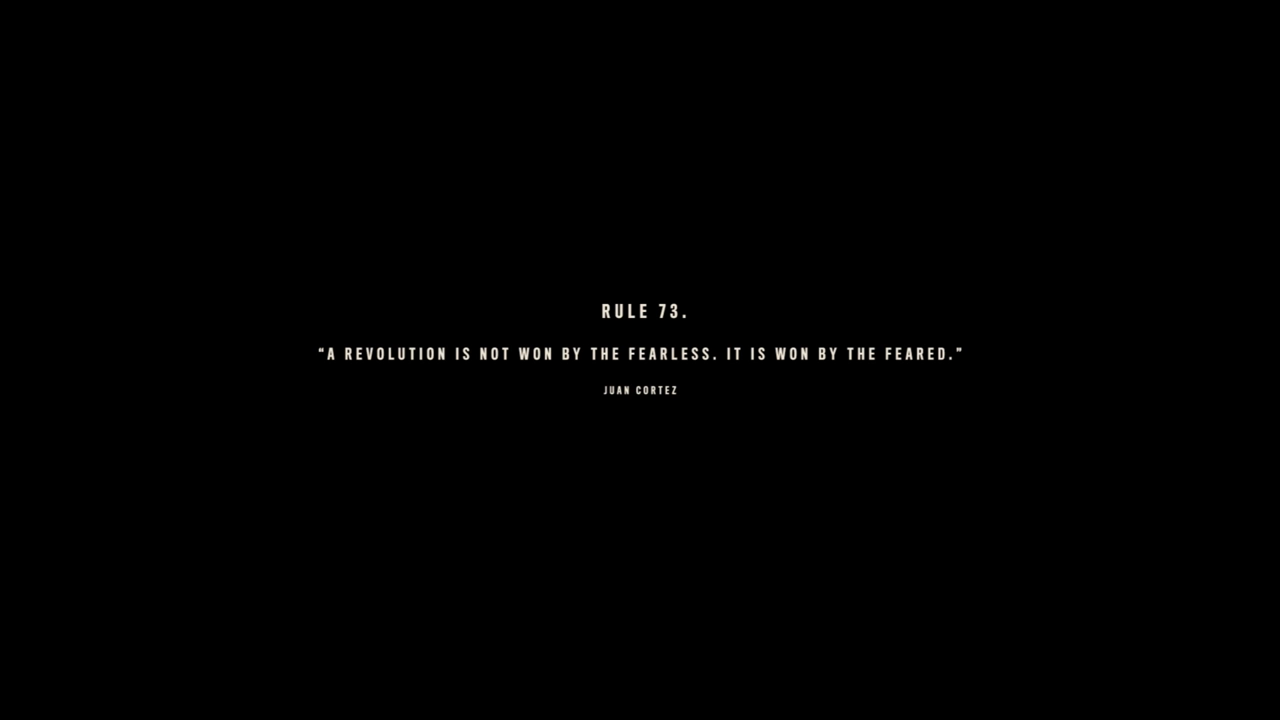 RULE 73.
“A REVOLUTION IS NOT WON BY THE FEARLESS. IT IS WON BY THE FEARED.”
JUAN CORTEZ